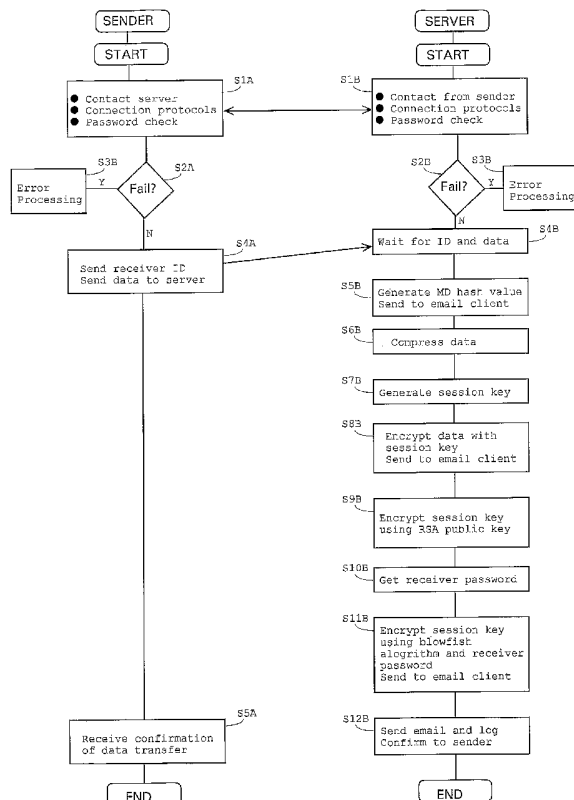 SENDER
START
S1A
● Contact server
● Connection protocols
● Password check
S3B
S2A
Error
Processing
Y
Fail?
N
S4A
Send receiver ID
Send data to server
S5A
Receive confirmation
of data transfer
END
SERVER
START
S1B
● Contact from sender
● Connection protocols
● Password check
S2B
S3B
Fail?
Y
Error
Processing
N
S4B
Wait for ID and data
S5B
Generate MD hash value
Send to email client
S6B
Compress data
S7B
Generate session key
S8B
Encrypt data with
session key
Send to email client
S9B
Encrypt session key
using RSA public key
S10B
Get receiver password
S11B
Encrypt session key
using blowfish
alogrithm and receiver
password
Send to email client
S12B
Send email and log
Confirm to sender
END